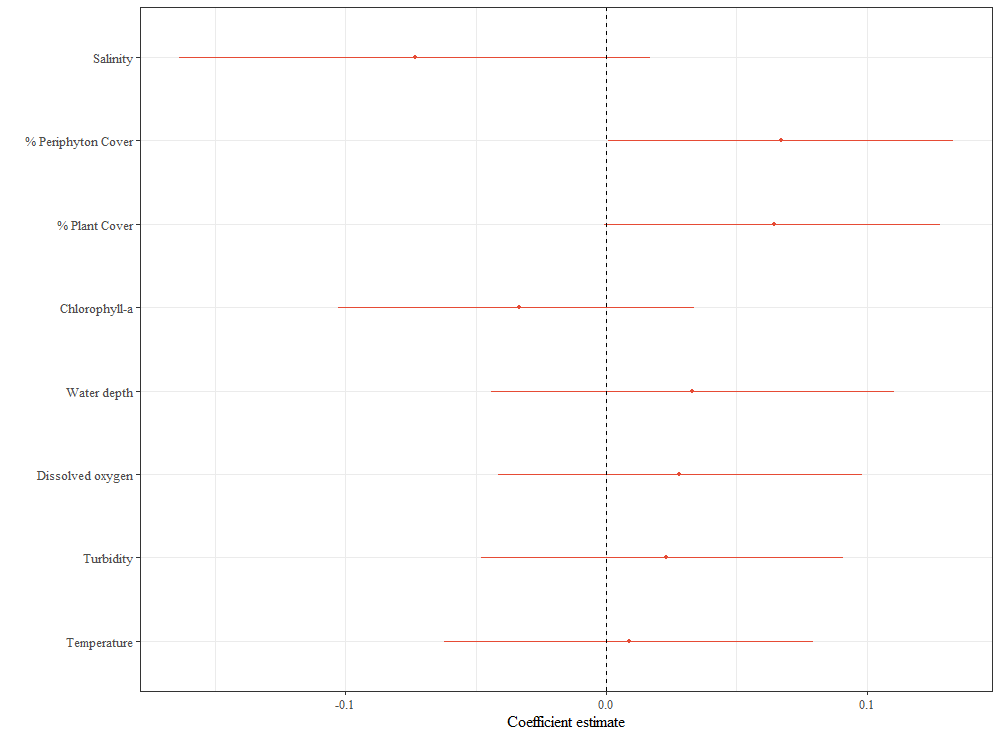 Salinity
% Periphyton Cover
% Plant Cover
Chlorophyll-a
Water depth
Dissolved oxygen
Turbidity
Temperature
-0.1 0.0 0.1
Coefficient estimate